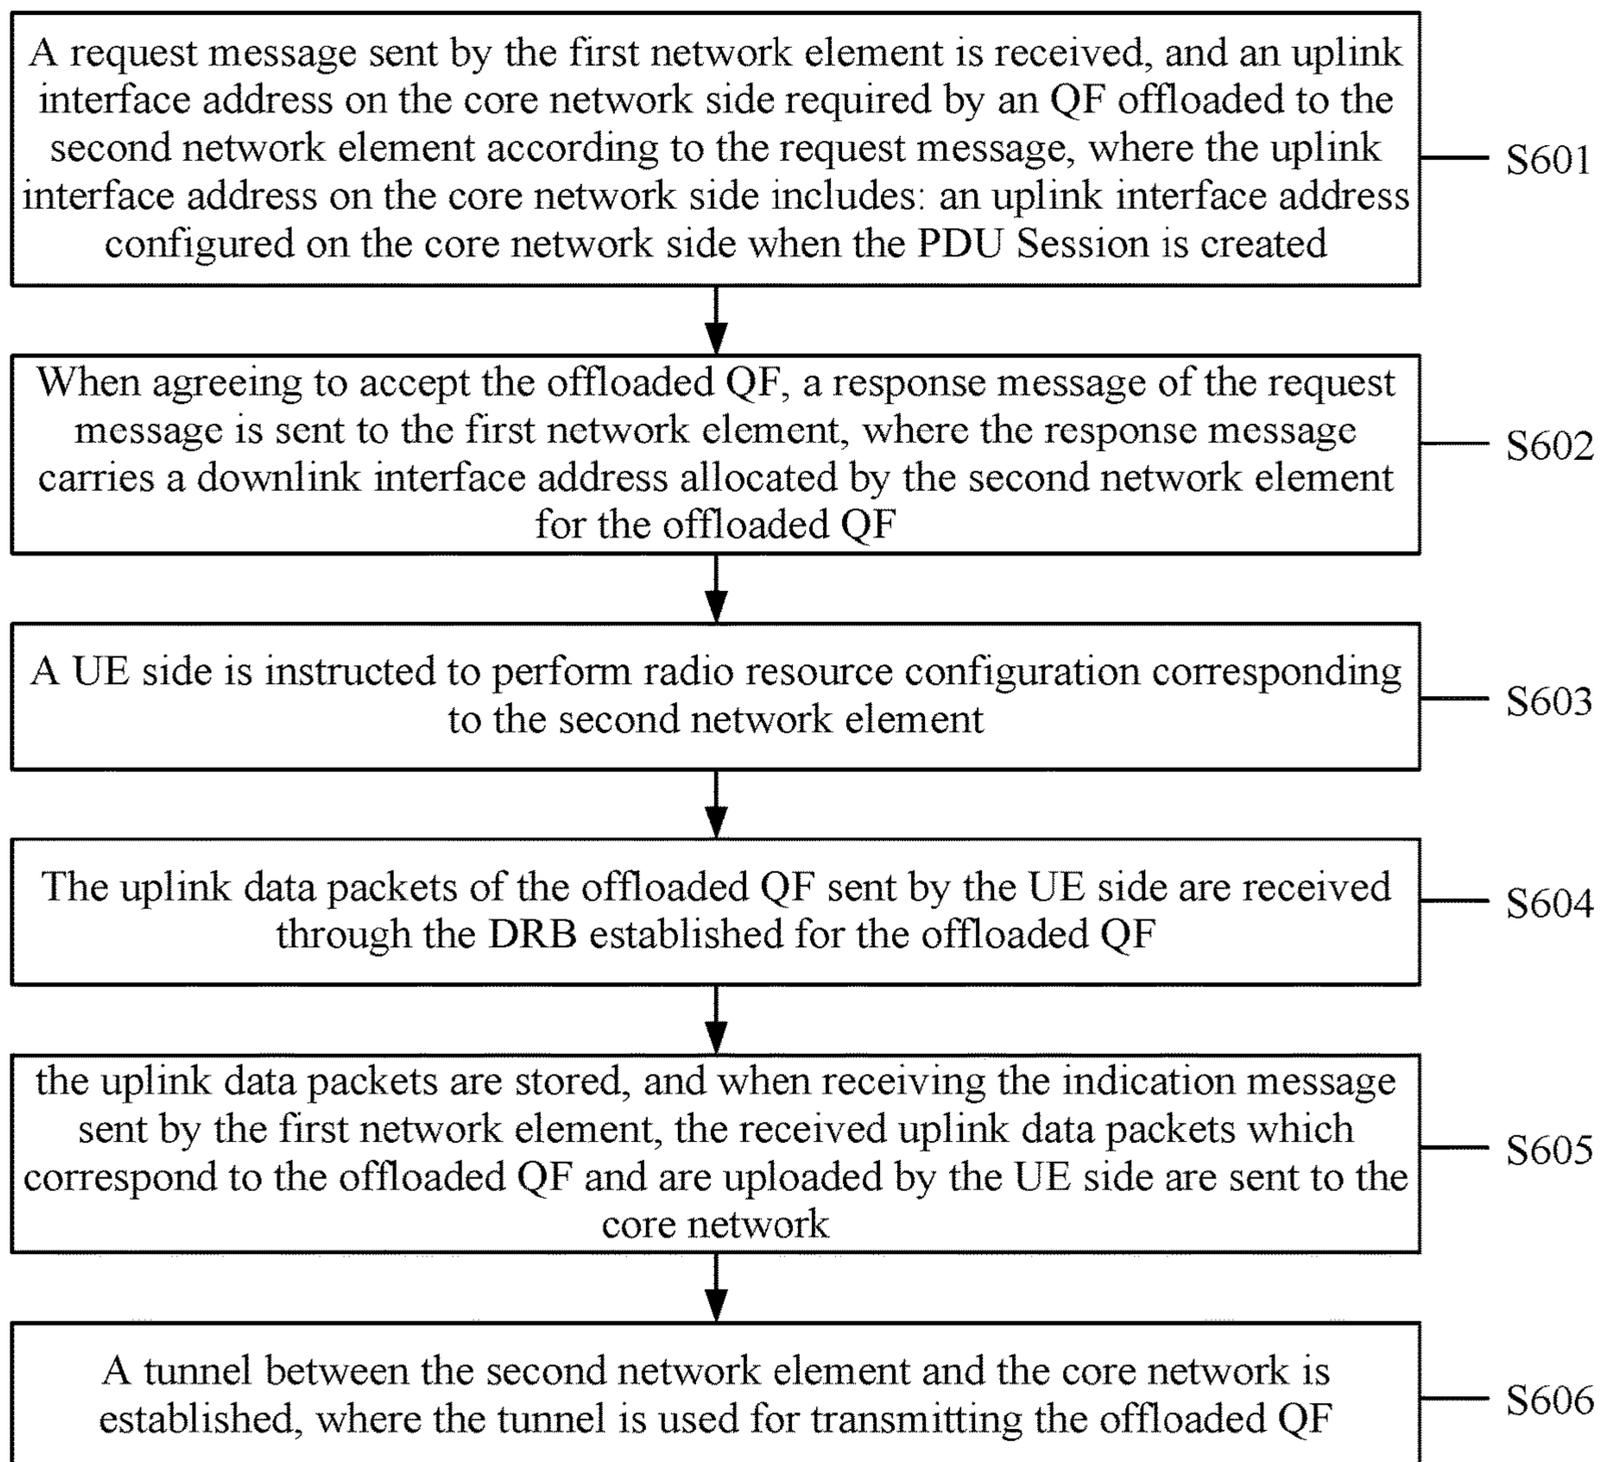 A request message sent by the first network element is received, and an uplink
interface address on the core network side required by an QF offloaded to the
second network element according to the request message, where the uplink
interface address on the core network side includes: an uplink interface address
configured on the core network side when the PDU Session is created
S601
When agreeing to accept the offloaded QF, a response message of the request
message is sent to the first network element, where the response message
carries a downlink interface address allocated by the second network element
for the offloaded QF
S602
A UE side is instructed to perform radio resource configuration corresponding
to the second network element
S603
The uplink data packets of the offloaded QF sent by the UE side are received
through the DRB established for the offloaded QF
S604
the uplink data packets are stored, and when receiving the indication message
sent by the first network element, the received uplink data packets which
correspond to the offloaded QF and are uploaded by the UE side are sent to the
core network
S605
A tunnel between the second network element and the core network is
established, where the tunnel is used for transmitting the offloaded QF
S606